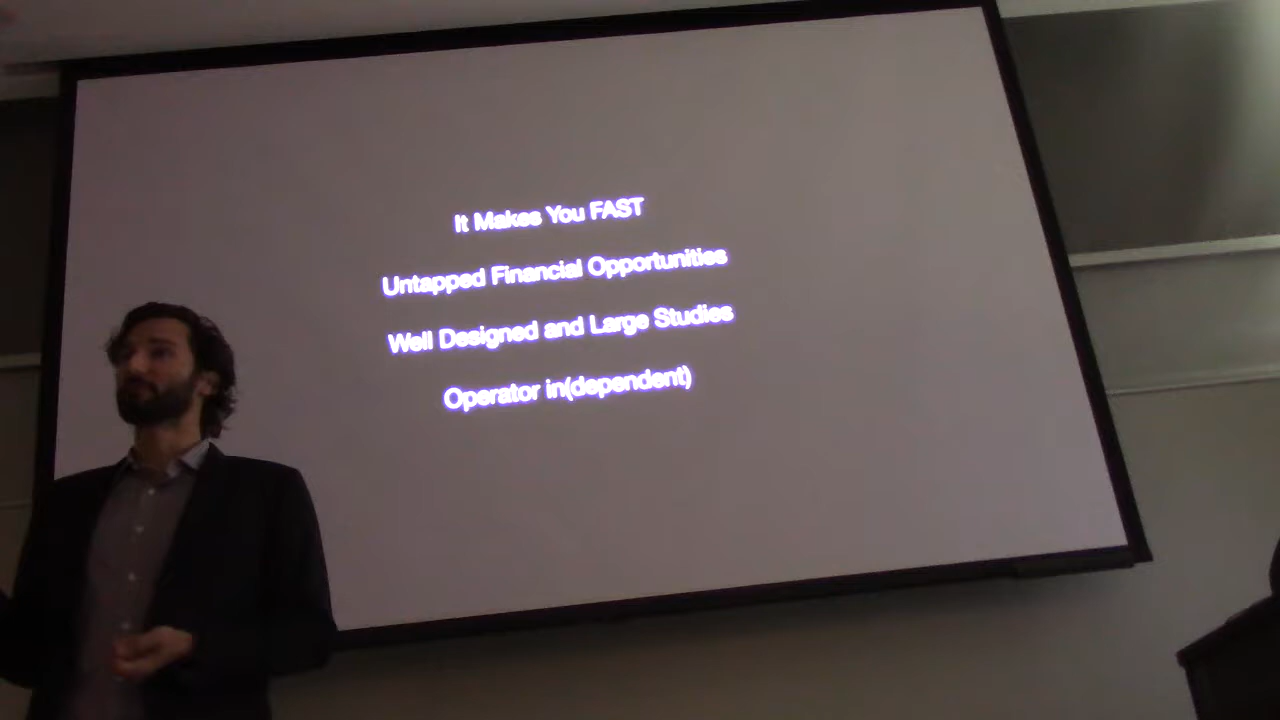 It Makes You FAST
Untapped Financial Opportunities
Well Designed and Large Studies
Operator in(dependent)